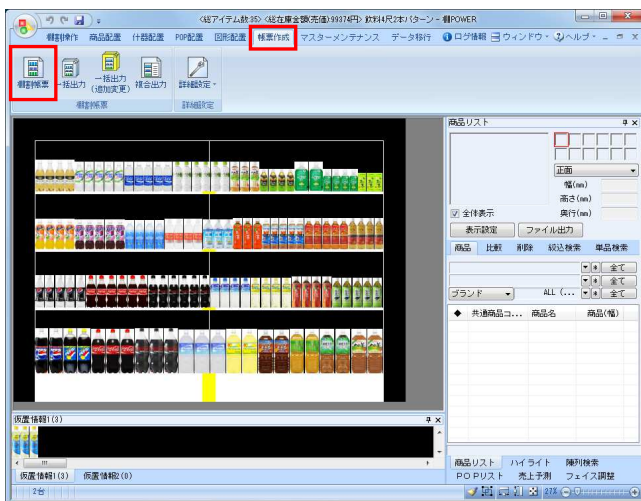 <総アイテム数:35> <総在庫金額(売価):99374円> 飲料4尺2本パターン - 棚POWER
棚割操作 商品配置 什器配置 POP配置 図形配置 帳票作成 マスターメンテナンス データ移行 ログ情報 ウィンドウ ヘルプ
棚割帳票 一括出力 一括出力(追加変更) 複合出力 詳細設定
棚割帳票 詳細設定
商品リスト
正面
幅(mm)
高さ(mm)
全体表示 奥行(mm)
表示設定 ファイル出力
商品 比較 削除 絞込検索 単品検索
* 全て
* 全て
ブランド ALL (... * 全て
◆ 共通商品コ... 商品名 商品(幅)
仮置情報1(3)
仮置情報1(3) 仮置情報2(0)
商品リスト ハイライト 陳列検索
POPリスト 売上予測 フェイス調整
2台 27%